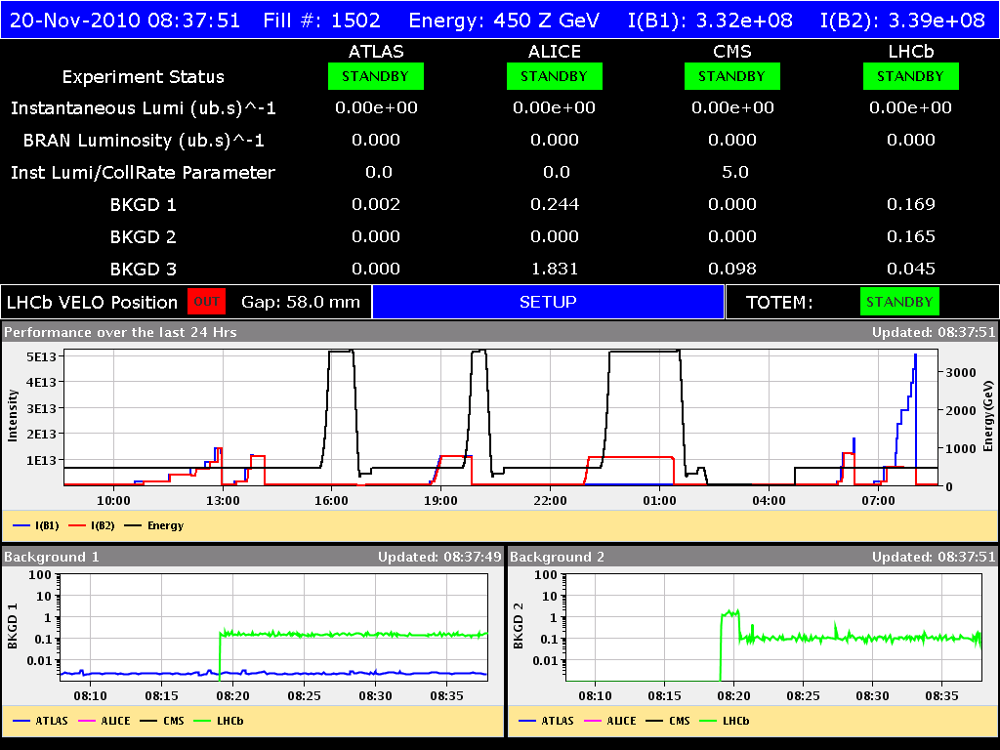 20-Nov-2010 08:37:51 Fill #: 1502 Energy: 450 Z GeV I(B1): 3.32e+08 I(B2): 3.39e+08
ATLAS ALICE CMS LHCb
Experiment Status STANDBY STANDBY STANDBY STANDBY
Instantaneous Lumi (ub.s)^-1 0.00e+00 0.00e+00 0.00e+00 0.00e+00
BRAN Luminosity (ub.s)^-1 0.000 0.000 0.000 0.000
Inst Lumi/CollRate Parameter 0.0 0.0 5.0
BKGD 1 0.002 0.244 0.000 0.169
BKGD 2 0.000 0.000 0.000 0.165
BKGD 3 0.000 1.831 0.098 0.045
LHCb VELO Position OUT Gap: 58.0 mm SETUP TOTEM: STANDBY
Performance over the last 24 Hrs Updated: 08:37:51
5E13
4E13
3E13
2E13
1E13
Intensity
3000
2000
1000
0
Energy(GeV)
10:00 13:00 16:00 19:00 22:00 01:00 04:00 07:00
I(B1) I(B2) Energy
Background 1 Updated: 08:37:49
BKGD 1
100
10
1
0.1
0.01
08:10 08:15 08:20 08:25 08:30 08:35
ATLAS ALICE CMS LHCb
Background 2 Updated: 08:37:51
BKGD 2
100
10
1
0.1
0.01
08:10 08:15 08:20 08:25 08:30 08:35
ATLAS ALICE CMS LHCb